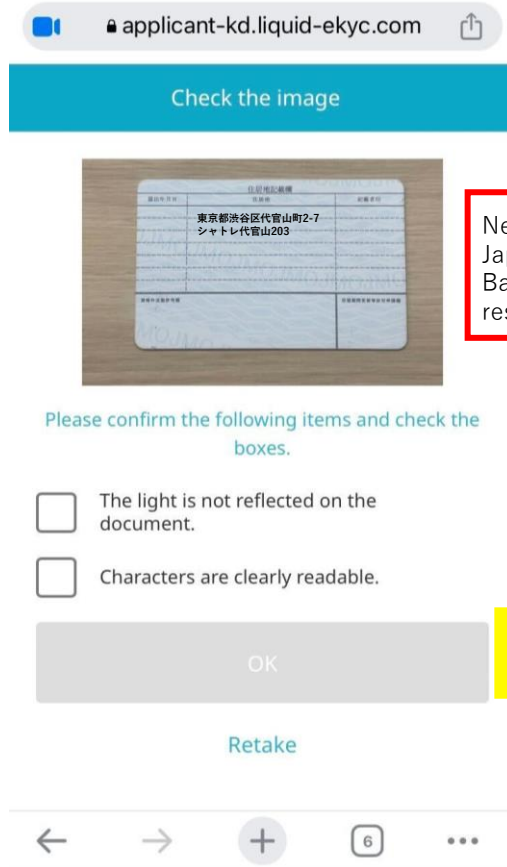 applicant-kd.liquid-ekyc.com
Check the image
住居地記載欄
東京都渋谷区代官山町2-7
シャトレ代官山203
Ne
Jap
Ba
res
Please confirm the following items and check the
boxes.
The light is not reflected on the
document.
Characters are clearly readable.
OK
Retake
6